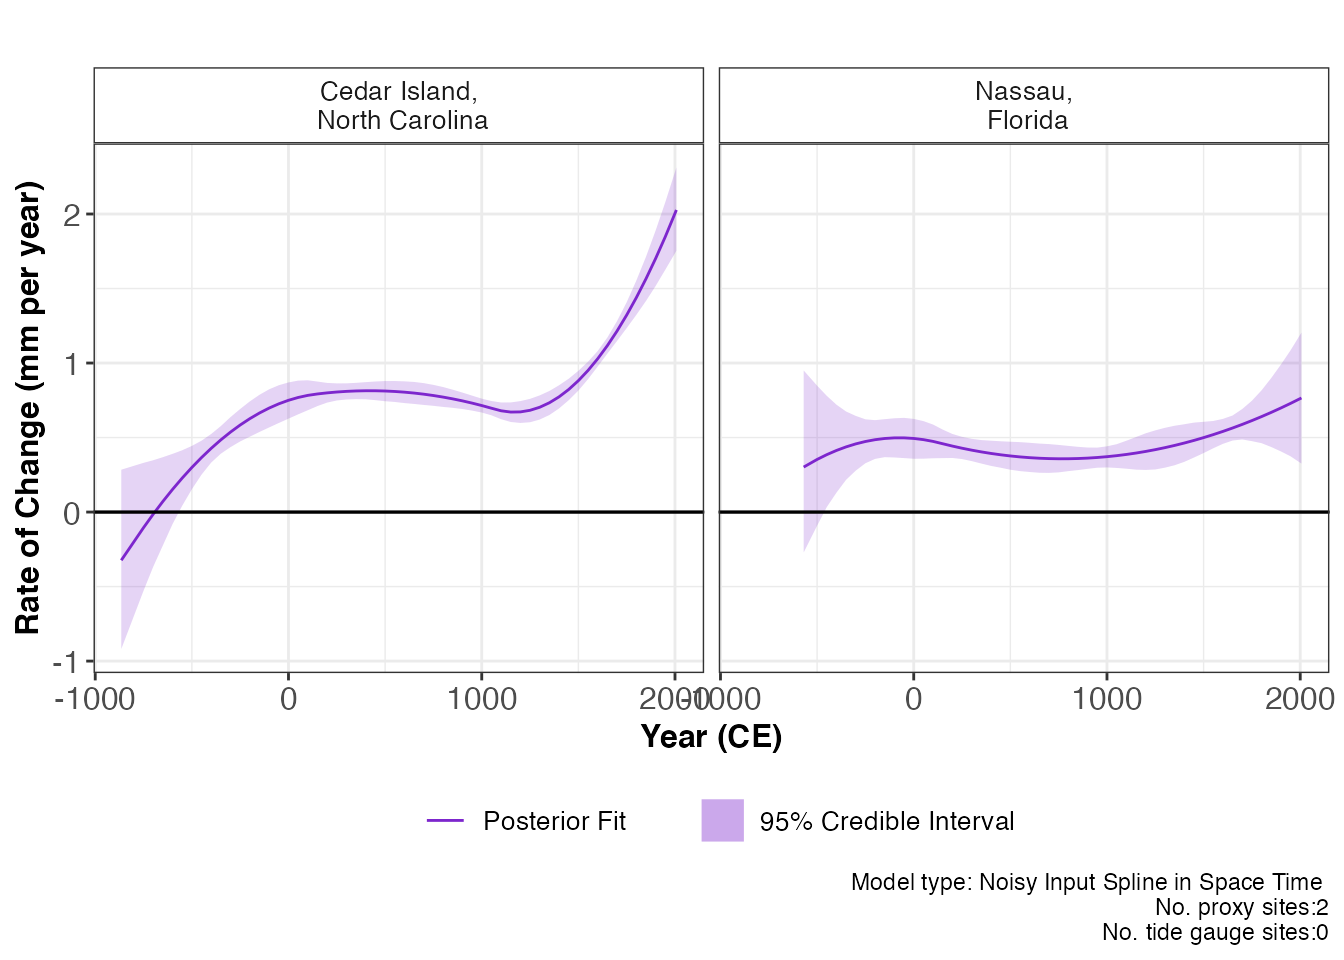 Cedar Island,
North Carolina
Nassau,
Florida
Rate of Change (mm per year)
2
1
0
-1
-1000 0 1000 2000
-1000 0 1000 2000
Year (CE)
Posterior Fit
95% Credible Interval
Model type: Noisy Input Spline in Space Time
No. proxy sites:2
No. tide gauge sites:0